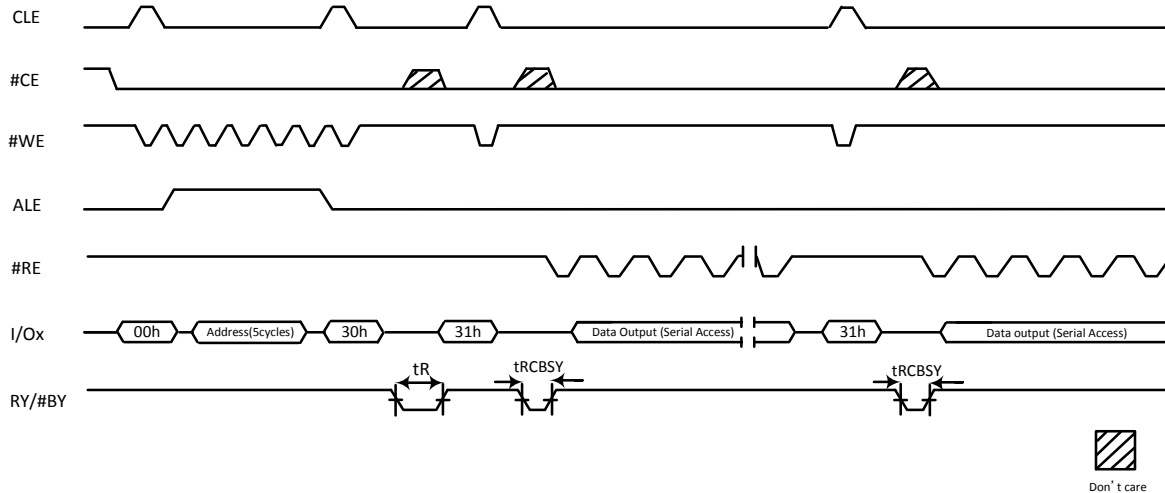 CLE
#CE
#WE
ALE
#RE
I/Ox 00h Address(5cycles) 30h 31h Data Output (Serial Access) 31h Data output (Serial Access)
tR tRCBSY tRCBSY
RY/#BY
Don't care